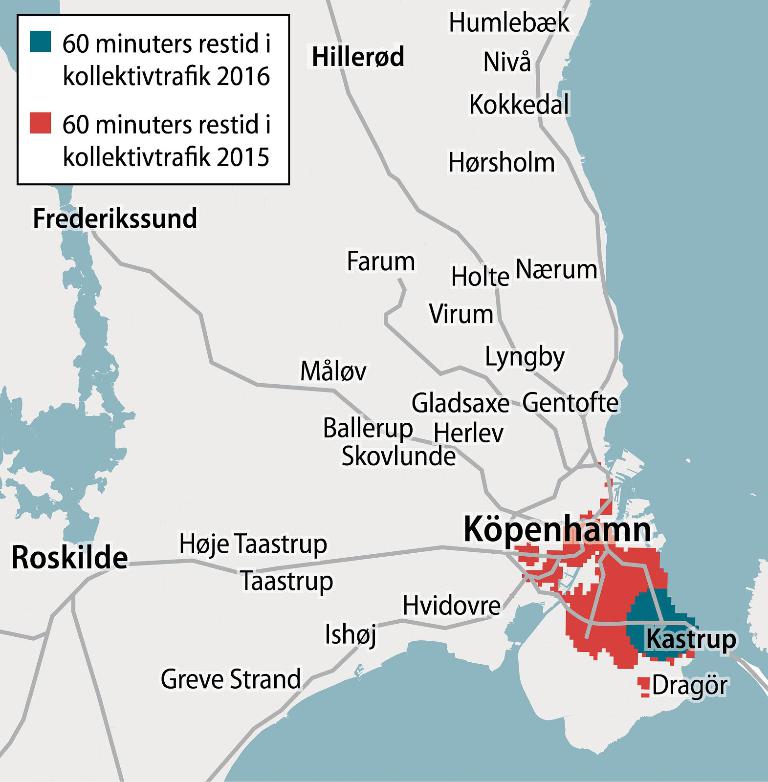 60 minuters restid i
kollektivtrafik 2016
60 minuters restid i
kollektivtrafik 2015
Humlebæk
Hillerød
Nivå
Kokkedal
Hørsholm
Frederikssund
Farum
Holte
Nærum
Virum
Lyngby
Måløv
Gladsaxe
Gentofte
Ballerup
Herlev
Skovlunde
Köpenhamn
Høje Taastrup
Roskilde
Taastrup
Hvidovre
Ishøj
Kastrup
Greve Strand
Dragör